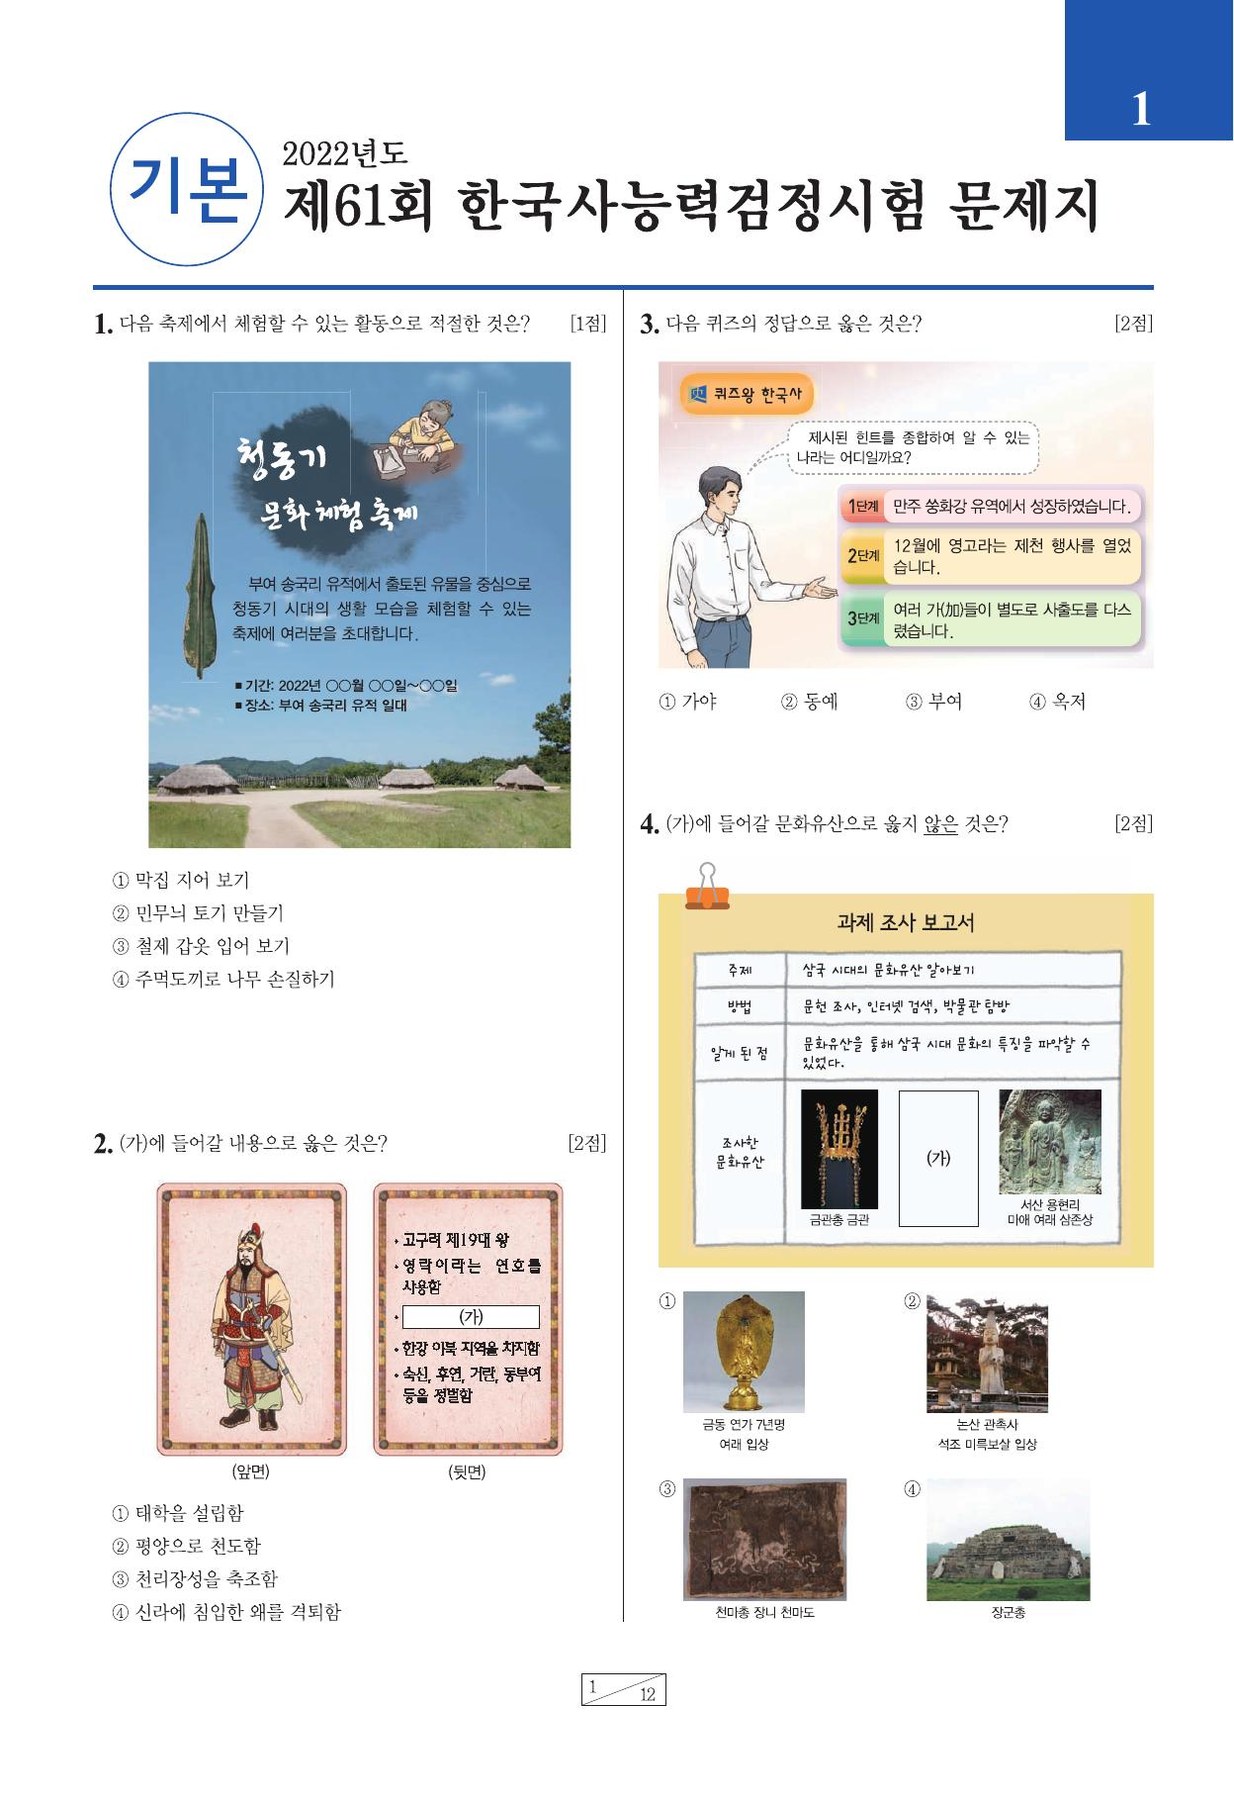 1
기본
2022년도
제61회 한국사능력검정시험 문제지
1. 다음 축제에서 체험할 수 있는 활동으로 적절한 것은? [1점]
청동기
문화 체험 축제
부여 송국리 유적에서 출토된 유물을 중심으로
청동기 시대의 생활 모습을 체험할 수 있는
축제에 여러분을 초대합니다.
■ 기간: 2022년 ○○월 ○○일~○○일
■ 장소: 부여 송국리 유적 일대
① 막집 지어 보기
② 민무늬 토기 만들기
③ 철제 갑옷 입어 보기
④ 주먹도끼로 나무 손질하기
2. (가)에 들어갈 내용으로 옳은 것은? [2점]
• 고구려 제19대 왕
• 영락이라는 연호를
사용함
• (가)
• 한강 이북 지역을 차지함
• 숙신, 후연, 거란, 동부여
등을 정벌함
(앞면) (뒷면)
① 태학을 설립함
② 평양으로 천도함
③ 천리장성을 축조함
④ 신라에 침입한 왜를 격퇴함
3. 다음 퀴즈의 정답으로 옳은 것은? [2점]
퀴즈왕 한국사
제시된 힌트를 종합하여 알 수 있는
나라는 어디일까요?
1단계 만주 쑹화강 유역에서 성장하였습니다.
2단계 12월에 영고라는 제천 행사를 열었
습니다.
3단계 여러 가(加)들이 별도로 사출도를 다스
렸습니다.
① 가야 ② 동예 ③ 부여 ④ 옥저
4. (가)에 들어갈 문화유산으로 옳지 않은 것은? [2점]
과제 조사 보고서
주제 삼국 시대의 문화유산 알아보기
방법 문헌 조사, 인터넷 검색, 박물관 탐방
알게 된 점 문화유산을 통해 삼국 시대 문화의 특징을 파악할 수
있었다.
조사한
문화유산
금관총 금관
(가)
서산 용현리
마애 여래 삼존상
① 금동 연가 7년명
여래 입상
② 논산 관촉사
석조 미륵보살 입상
③ 천마총 장니 천마도
④ 장군총
1 12